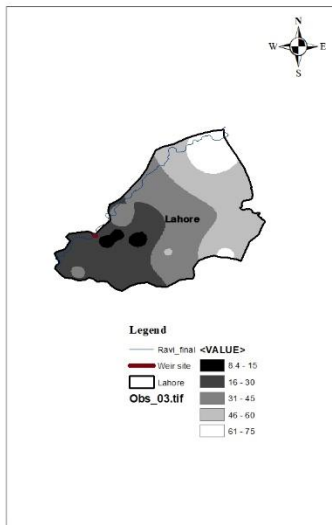 N
W E
S
Lahore
Legend
Ravi_final
Weir site
Lahore
Obs_03.tif
<VALUE>
8.4 - 15
16 - 30
31 - 45
46 - 60
61 - 75